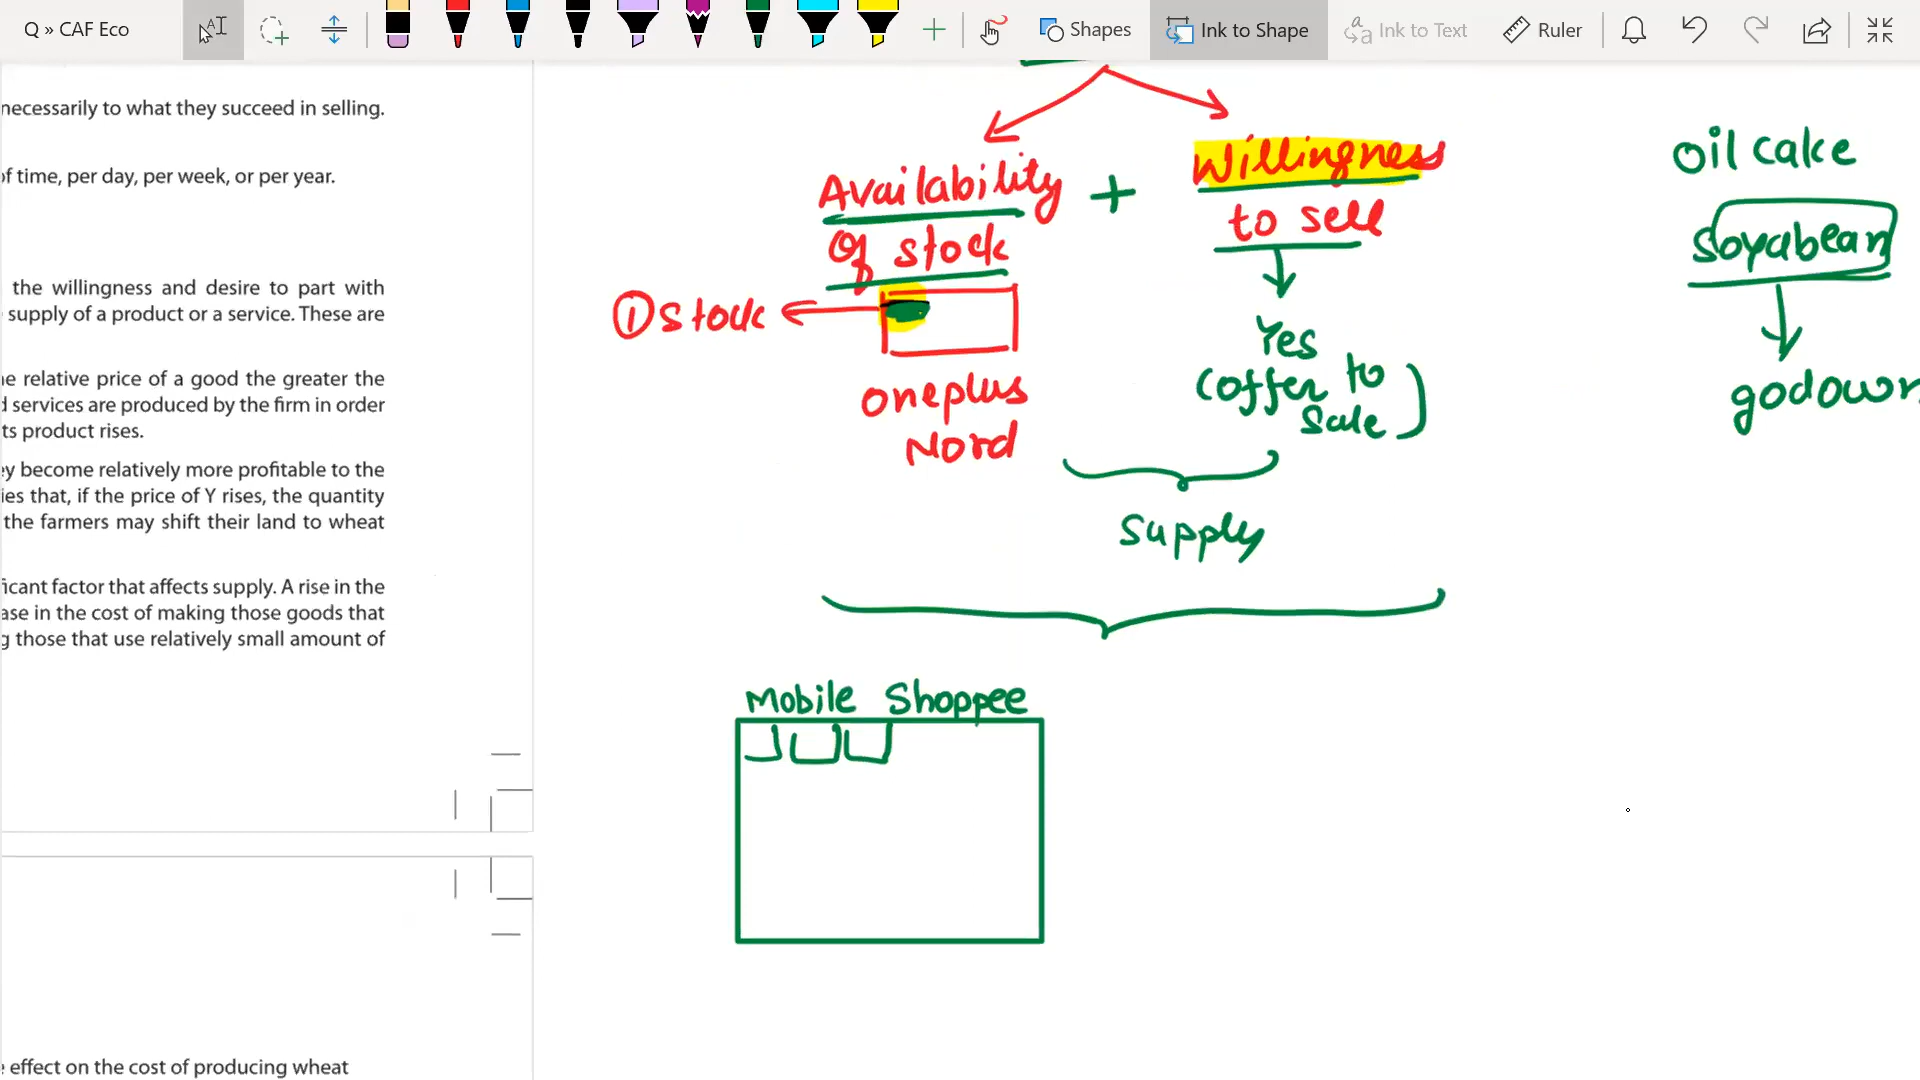 Q » CAF Eco
Shapes
Ink to Shape
Ink to Text
Ruler
necessarily to what they succeed in selling.
of time, per day, per week, or per year.
the willingness and desire to part with
supply of a product or a service. These are
relative price of a good the greater the
services are produced by the firm in order
ts product rises.
become relatively more profitable to the
ies that, if the price of Y rises, the quantity
the farmers may shift their land to wheat
ficant factor that affects supply. A rise in the
ase in the cost of making those goods that
those that use relatively small amount of
effect on the cost of producing wheat
Availability + Willingness
Of stock
to sell
① Stock
oneplus
Nord
Yes
(offer to
Sale)
Supply
Mobile Shoppee
Oil cake
Soyabean
godown